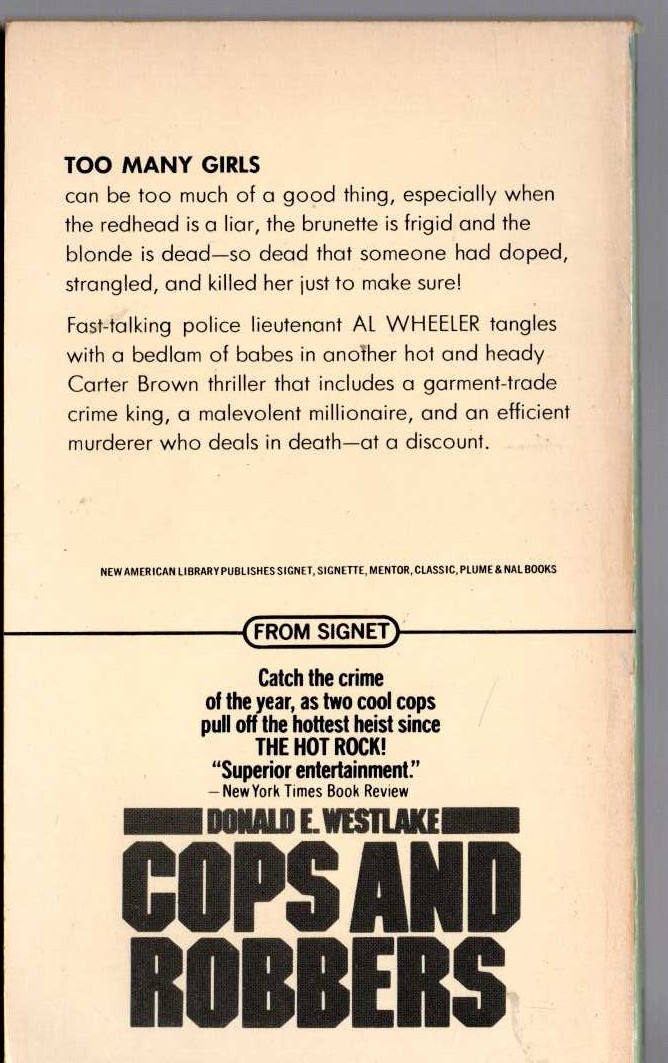 TOO MANY GIRLS
can be too much of a good thing, especially when
the redhead is a liar, the brunette is frigid and the
blonde is dead—so dead that someone had doped,
strangled, and killed her just to make sure!
Fast-talking police lieutenant AL WHEELER tangles
with a bedlam of babes in another hot and heady
Carter Brown thriller that includes a garment-trade
crime king, a malevolent millionaire, and an efficient
murderer who deals in death—at a discount.
NEW AMERICAN LIBRARY PUBLISHES SIGNET, SIGNETTE, MENTOR, CLASSIC, PLUME & NAL BOOKS
FROM SIGNET
Catch the crime
of the year, as two cool cops
pull off the hottest heist since
THE HOT ROCK!
“Superior entertainment.”
– New York Times Book Review
DONALD E. WESTLAKE
COPS AND
ROBBERS